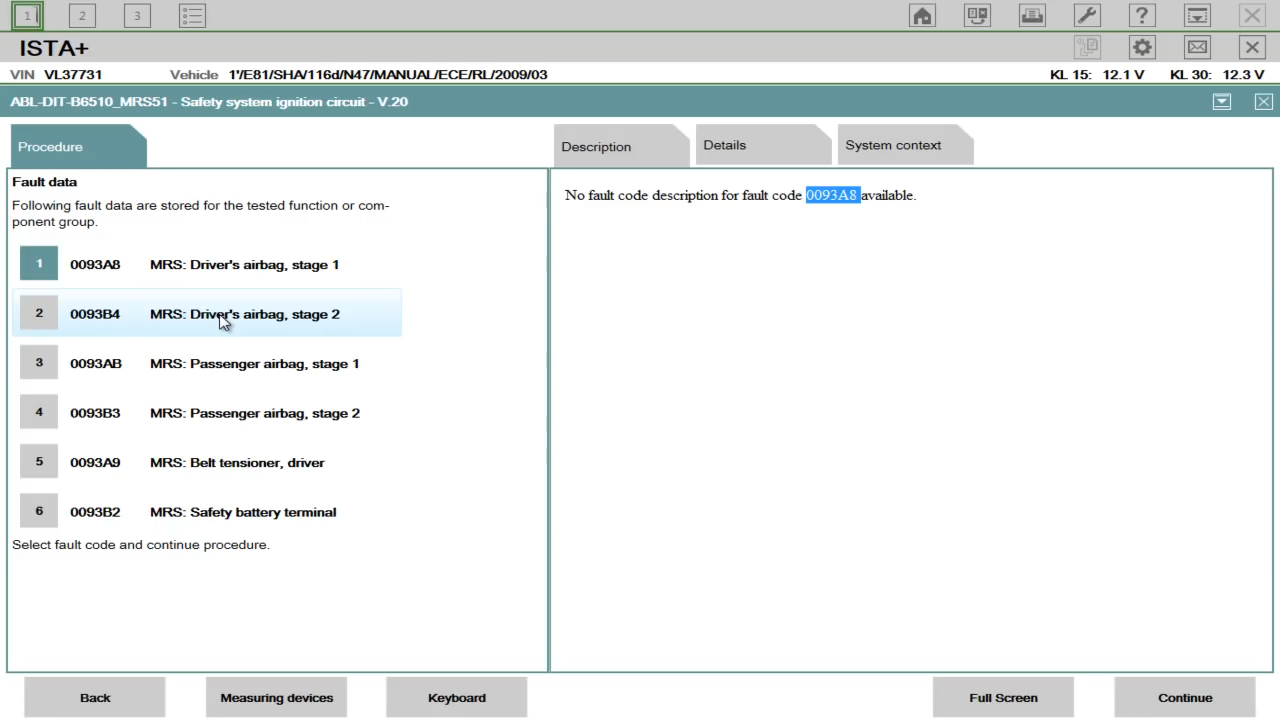 1 2 3
ISTA+
VIN VL37731 Vehicle 1'/E81/SHA/116d/N47/MANUAL/ECE/RL/2009/03 KL 15: 12.1 V KL 30: 12.3 V
ABL-DIT-B6510_MRS51 - Safety system ignition circuit - V.20
Procedure
Fault data
Following fault data are stored for the tested function or com-
ponent group.
1 0093A8 MRS: Driver's airbag, stage 1
2 0093B4 MRS: Driver's airbag, stage 2
3 0093AB MRS: Passenger airbag, stage 1
4 0093B3 MRS: Passenger airbag, stage 2
5 0093A9 MRS: Belt tensioner, driver
6 0093B2 MRS: Safety battery terminal
Select fault code and continue procedure.
Description Details System context
No fault code description for fault code 0093A8 available.
Back Measuring devices Keyboard Full Screen Continue